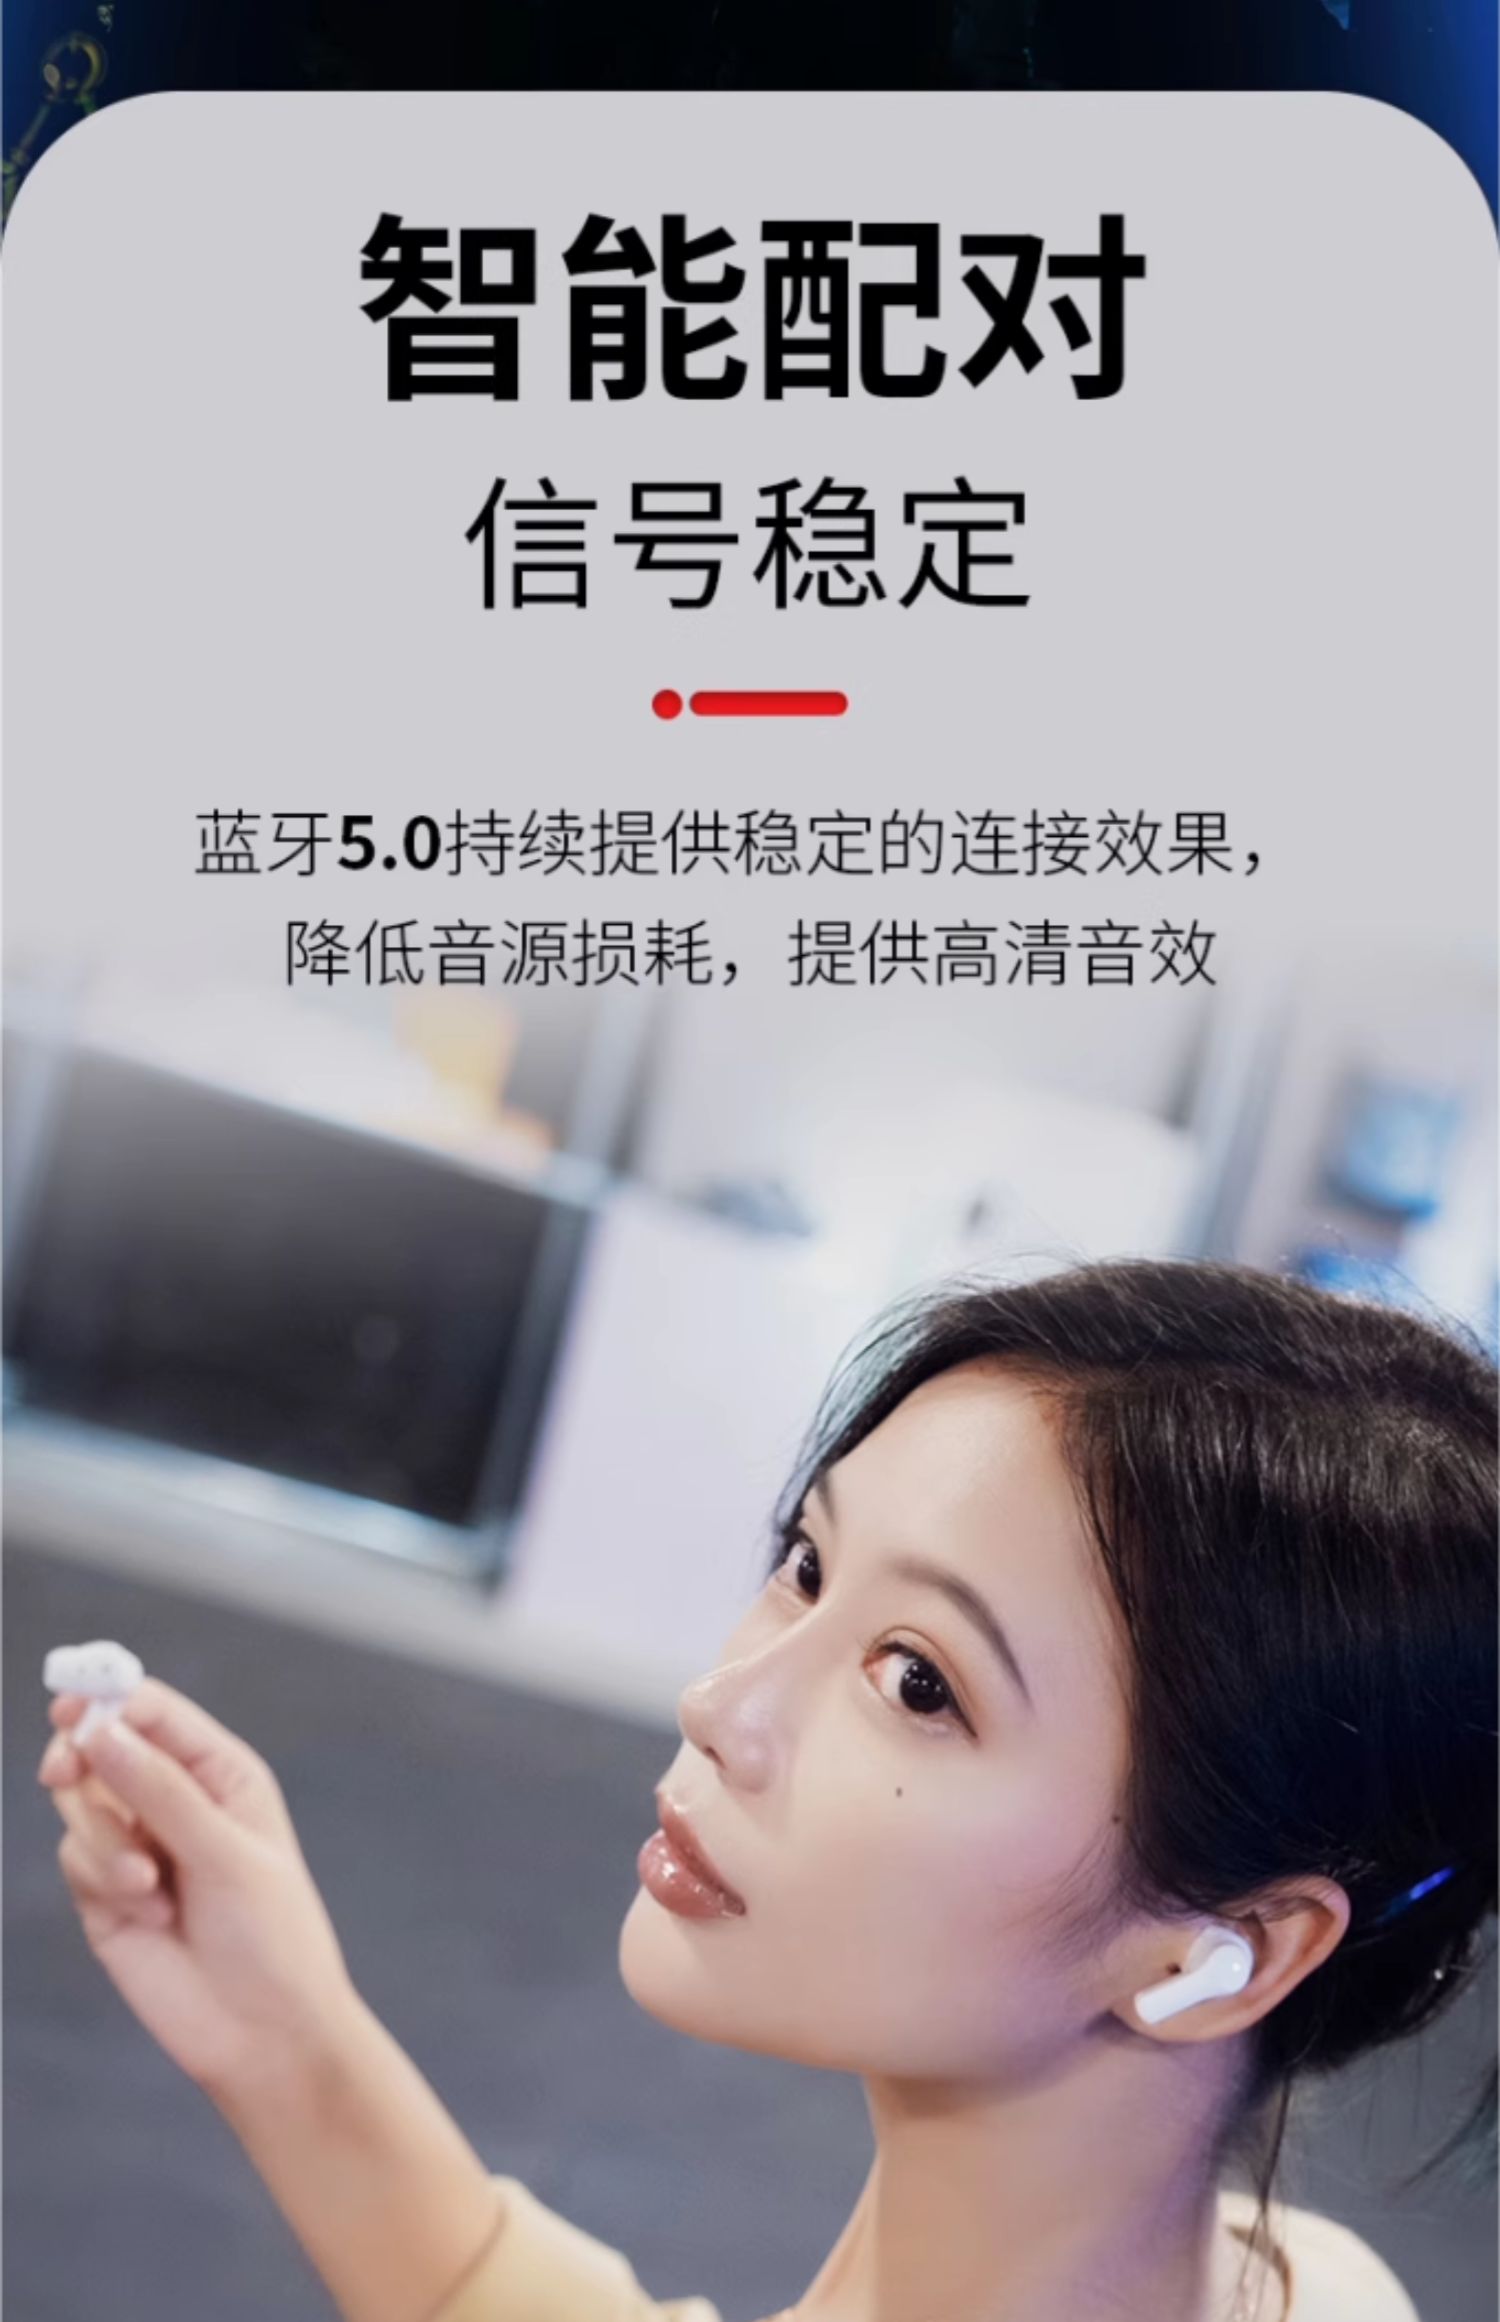 智能配对
信号稳定
蓝牙5.0持续提供稳定的连接效果，
降低音源损耗，提供高清音效